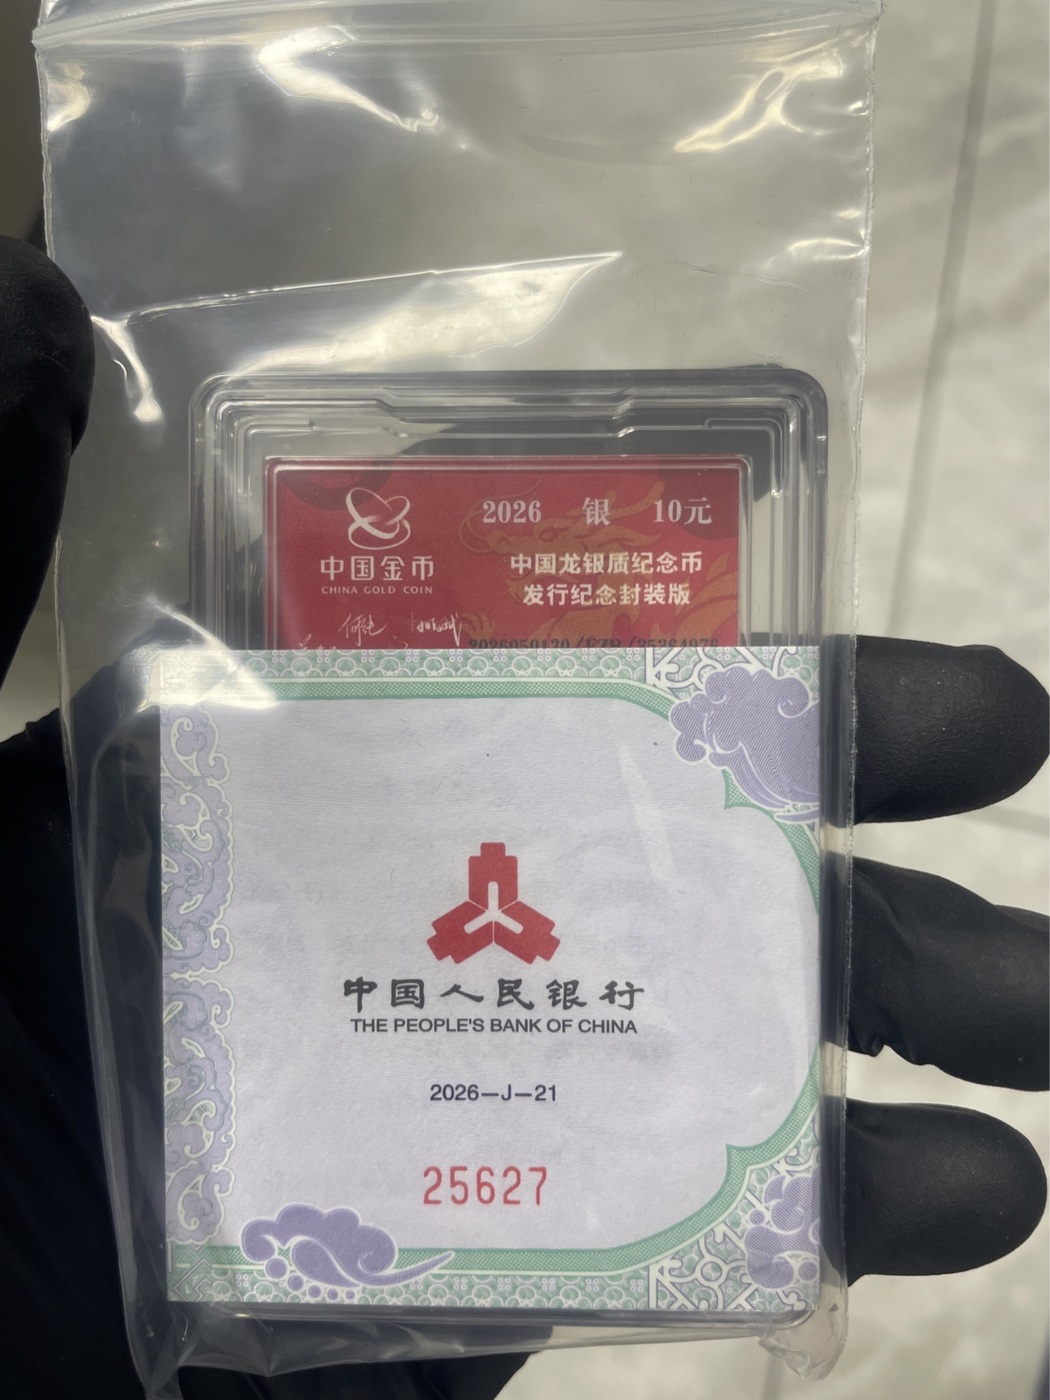 2026 银 10元
中国金币
CHINA GOLD COIN
中国龙银质纪念币
发行纪念封装版
中国人民银行
THE PEOPLE'S BANK OF CHINA
2026—J—21
25627